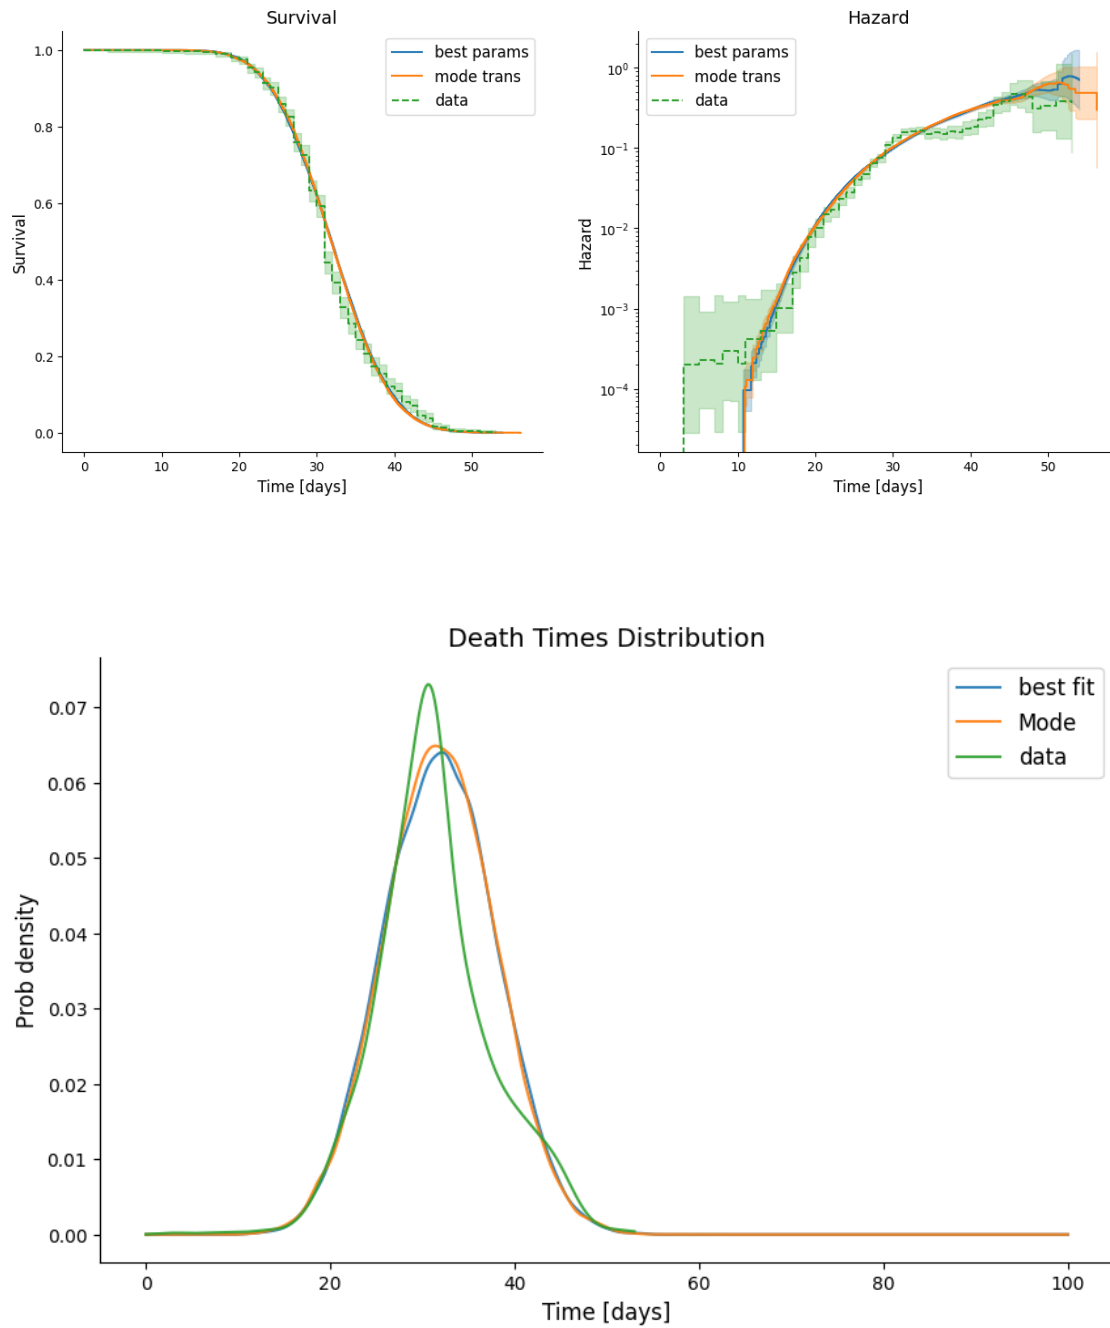 Survival
1.0
0.8
0.6
0.4
0.2
0.0
Survival
0
10
20
30
40
50
Time [days]
best params
mode trans
data
Hazard
10^0
10^-1
10^-2
10^-3
10^-4
Hazard
0
10
20
30
40
50
Time [days]
best params
mode trans
data
Death Times Distribution
0.07
0.06
0.05
0.04
0.03
0.02
0.01
0.00
Prob density
0
20
40
60
80
100
Time [days]
best fit
Mode
data